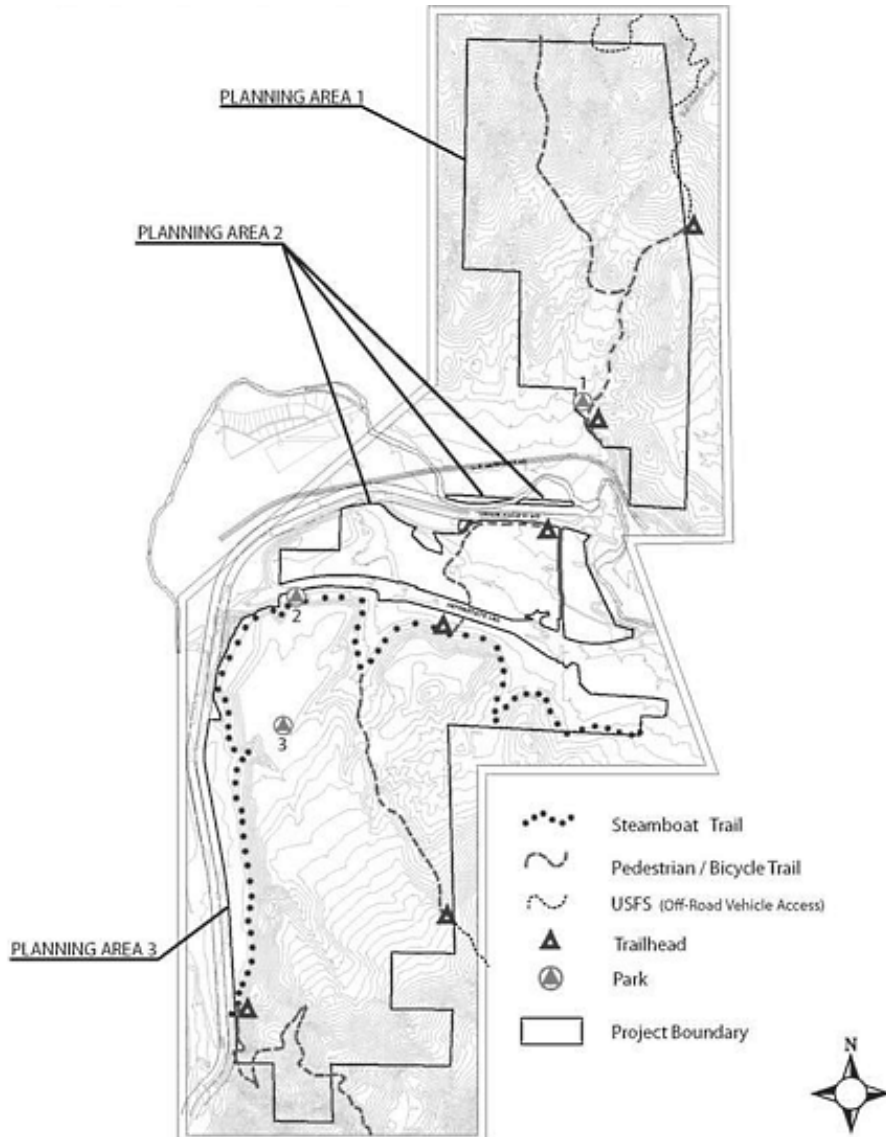 PLANNING AREA 1
PLANNING AREA 2
1
2
3
Steamboat Trail
Pedestrian / Bicycle Trail
USFS (Off-Road Vehicle Access)
Trailhead
Park
Project Boundary
PLANNING AREA 3
N